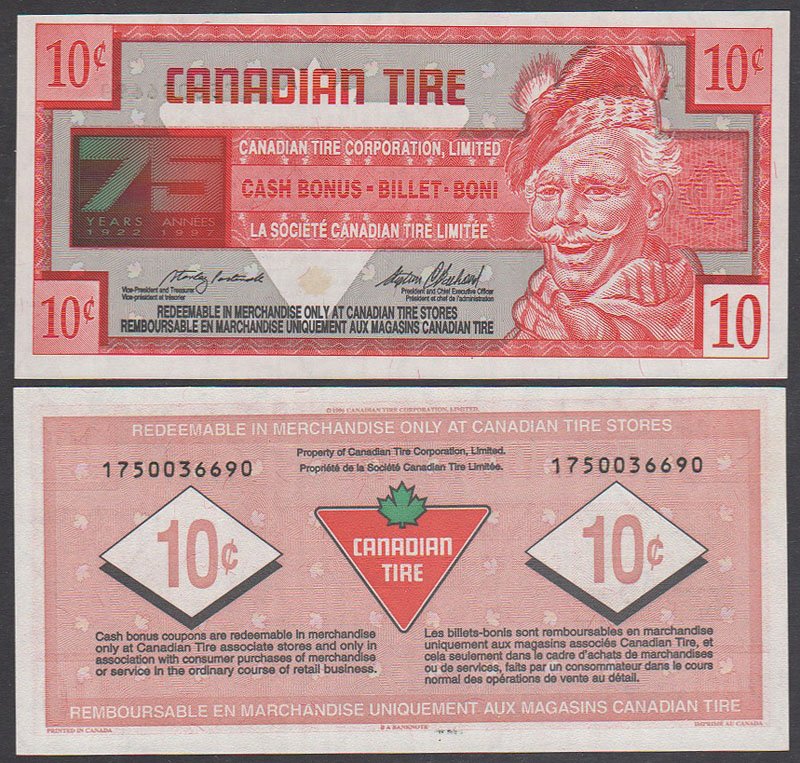 10¢
10¢
CANADIAN TIRE
CANADIAN TIRE CORPORATION, LIMITED
75
CASH BONUS - BILLET - BONI
YEARS ANNÉES
1922 1997
LA SOCIÉTÉ CANADIAN TIRE LIMITÉE
Vice-President and Treasurer
Vice-président et trésorier
President and Chief Executive Officer
Président et chef de l'administration
10¢
REDEEMABLE IN MERCHANDISE ONLY AT CANADIAN TIRE STORES
REMBOURSABLE EN MARCHANDISE UNIQUEMENT AUX MAGASINS CANADIAN TIRE
10
© 1996 CANADIAN TIRE CORPORATION, LIMITED.
REDEEMABLE IN MERCHANDISE ONLY AT CANADIAN TIRE STORES
Property of Canadian Tire Corporation, Limited.
Propriété de la Société Canadian Tire Limitée.
1750036690
1750036690
10¢
CANADIAN
TIRE
10¢
Cash bonus coupons are redeemable in merchandise
only at Canadian Tire associate stores and only in
association with consumer purchases of merchandise
or service in the ordinary course of retail business.
Les billets-bonis sont remboursables en marchandise
uniquement aux magasins associés Canadian Tire, et
cela seulement dans le cadre d'achats de marchandises
ou de services, faits par un consommateur dans le cours
normal des opérations de vente au détail.
REMBOURSABLE EN MARCHANDISE UNIQUEMENT AUX MAGASINS CANADIAN TIRE
PRINTED IN CANADA
B A BANKNOTE
IMPRIMÉ AU CANADA